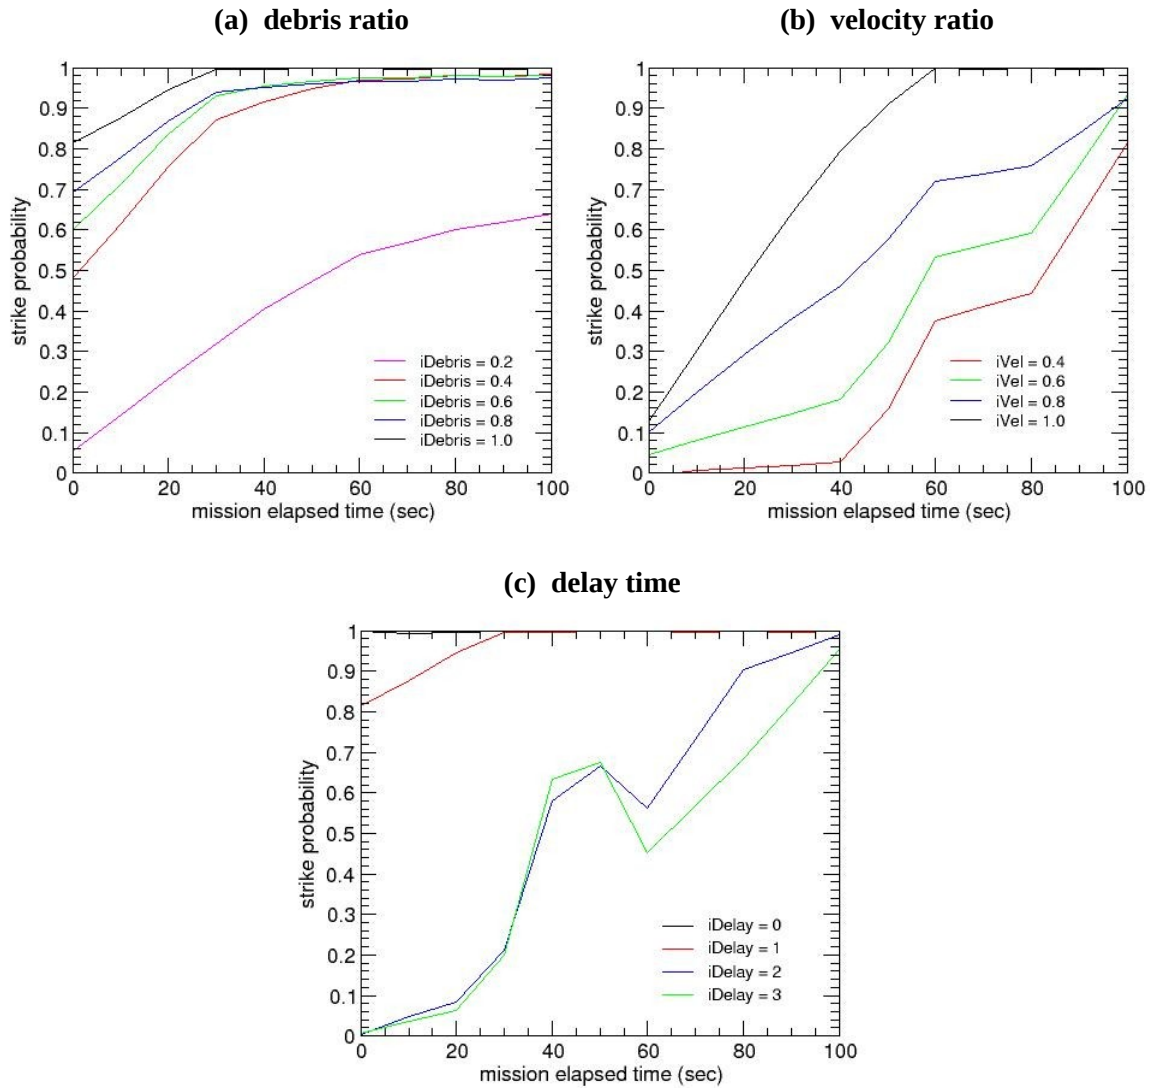 (a) debris ratio
(b) velocity ratio
1
0.9
0.8
0.7
0.6
0.5
0.4
0.3
0.2
0.1
0
strike probability
0 20 40 60 80 100
mission elapsed time (sec)
iDebris = 0.2
iDebris = 0.4
iDebris = 0.6
iDebris = 0.8
iDebris = 1.0
1
0.9
0.8
0.7
0.6
0.5
0.4
0.3
0.2
0.1
0
strike probability
0 20 40 60 80 100
mission elapsed time (sec)
iVel = 0.4
iVel = 0.6
iVel = 0.8
iVel = 1.0
(c) delay time
1
0.9
0.8
0.7
0.6
0.5
0.4
0.3
0.2
0.1
0
strike probability
0 20 40 60 80 100
mission elapsed time (sec)
iDelay = 0
iDelay = 1
iDelay = 2
iDelay = 3